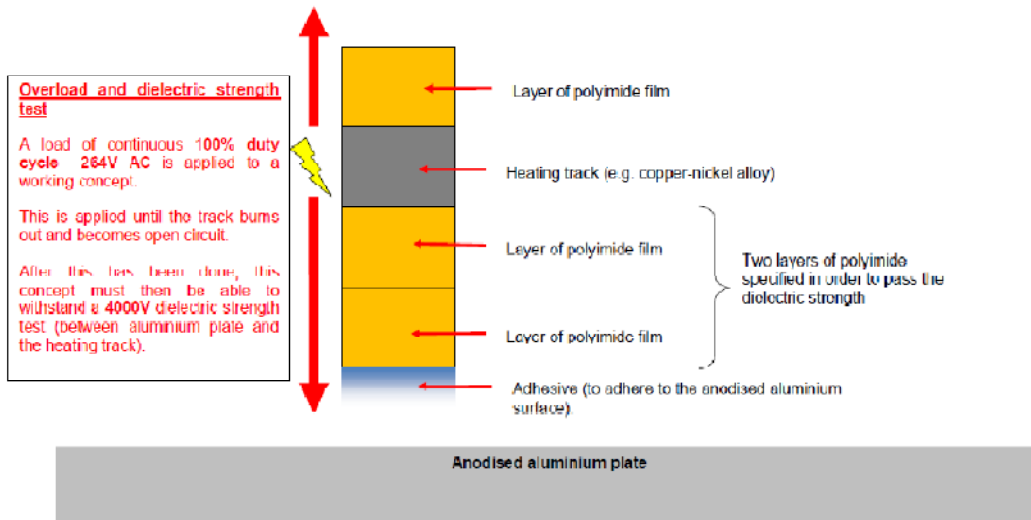 Overload and dielectric strength
test
A load of continuous 100% duty
cycle 264V AC is applied to a
working concept.
This is applied until the track burns
out and becomes open circuit.
After this has been done, this
concept must then be able to
withstand a 4000V dielectric strength
test (between aluminium plate and
the heating track).
Layer of polyimide film
Heating track (e.g. copper-nickel alloy)
Layer of polyimide film
Layer of polyimide film
Two layers of polyimide
specified in order to pass the
dielectric strength
Adhesive (to adhere to the anodised aluminium
surface)
Anodised aluminium plate